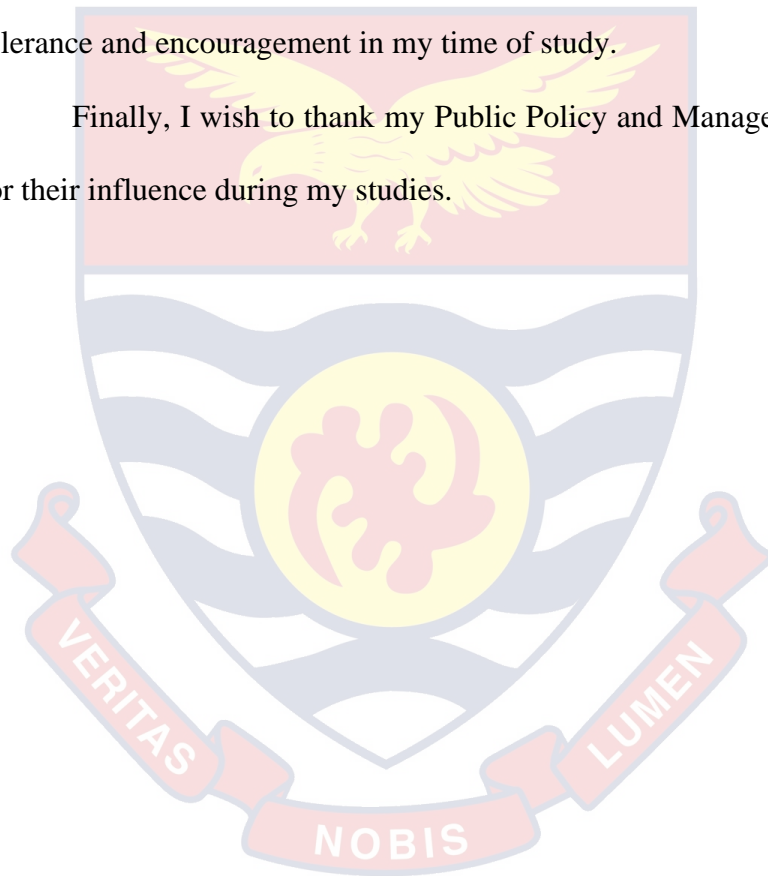 lerance and encouragement in my time of study.
Finally, I wish to thank my Public Policy and Manage
or their influence during my studies.
VERITAS
NOBIS
LUMEN